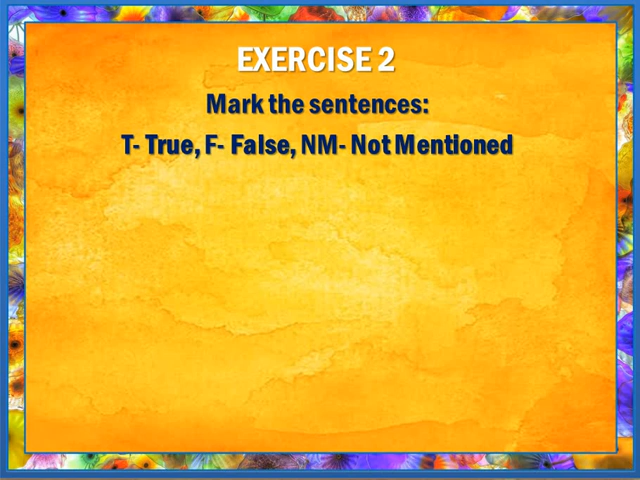 EXERCISE 2
Mark the sentences:
T- True, F- False, NM- Not Mentioned